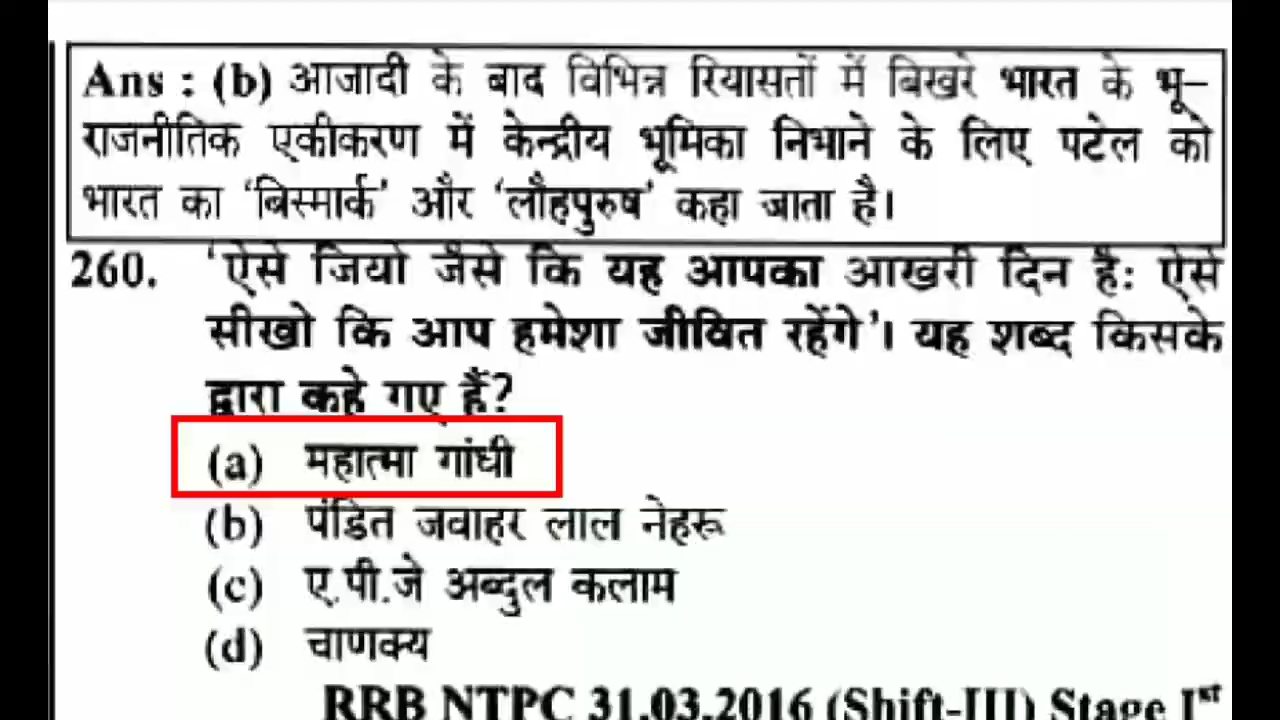 Ans : (b) आजादी के बाद विभिन्न रियासतों में बिखरे भारत के भू–
राजनीतिक एकीकरण में केन्द्रीय भूमिका निभाने के लिए पटेल को
भारत का 'बिस्मार्क' और 'लौहपुरुष' कहा जाता है।
260. 'ऐसे जियो जैसे कि यह आपका आखरी दिन है: ऐसे
सीखो कि आप हमेशा जीवित रहेंगे'। यह शब्द किसके
द्वारा कहे गए हैं?
(a) महात्मा गांधी
(b) पंडित जवाहर लाल नेहरू
(c) ए.पी.जे अब्दुल कलाम
(d) चाणक्य
RRB NTPC 31.03.2016 (Shift-III) Stage Ist